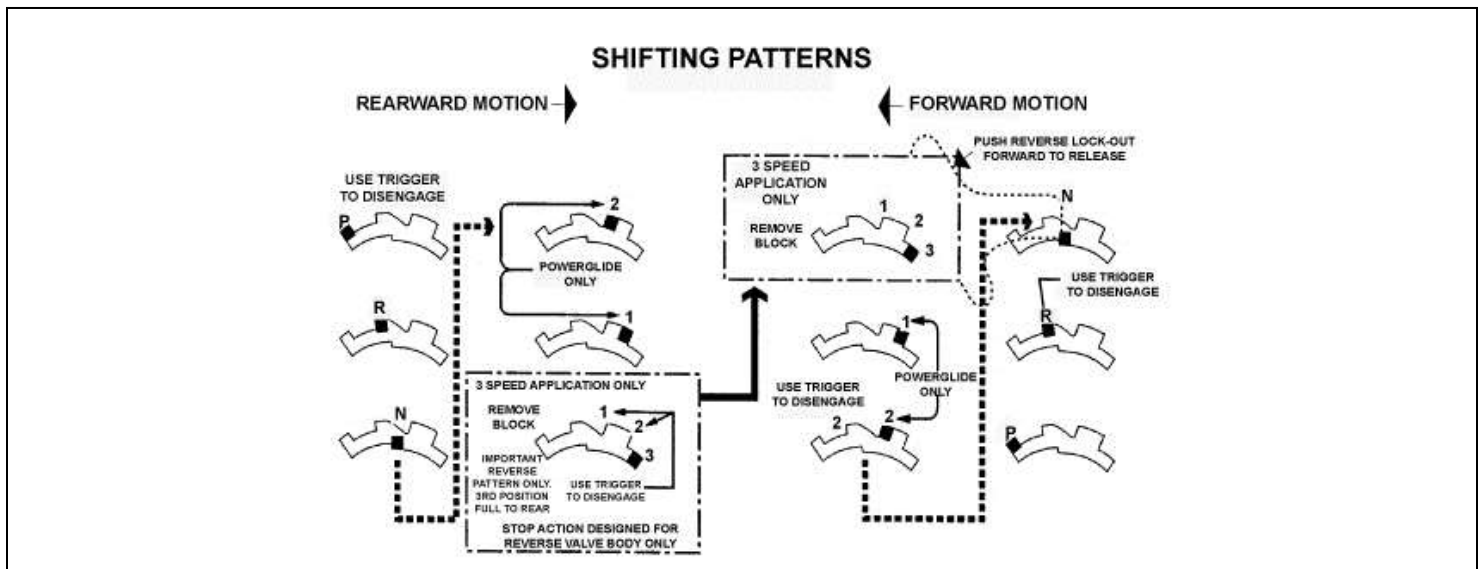 SHIFTING PATTERNS
REARWARD MOTION
FORWARD MOTION
USE TRIGGER
TO DISENGAGE
P
R
N
2
POWERGLIDE
ONLY
1
3 SPEED APPLICATION ONLY
REMOVE
BLOCK
1
2
3
IMPORTANT
REVERSE
PATTERN ONLY.
3RD POSITION
FULL TO REAR
USE TRIGGER
TO DISENGAGE
STOP ACTION DESIGNED FOR
REVERSE VALVE BODY ONLY
3 SPEED
APPLICATION
ONLY
REMOVE
BLOCK
1
2
3
1
POWERGLIDE
ONLY
USE TRIGGER
TO DISENGAGE
2
2
PUSH REVERSE LOCK-OUT
FORWARD TO RELEASE
N
USE TRIGGER
TO DISENGAGE
R
P